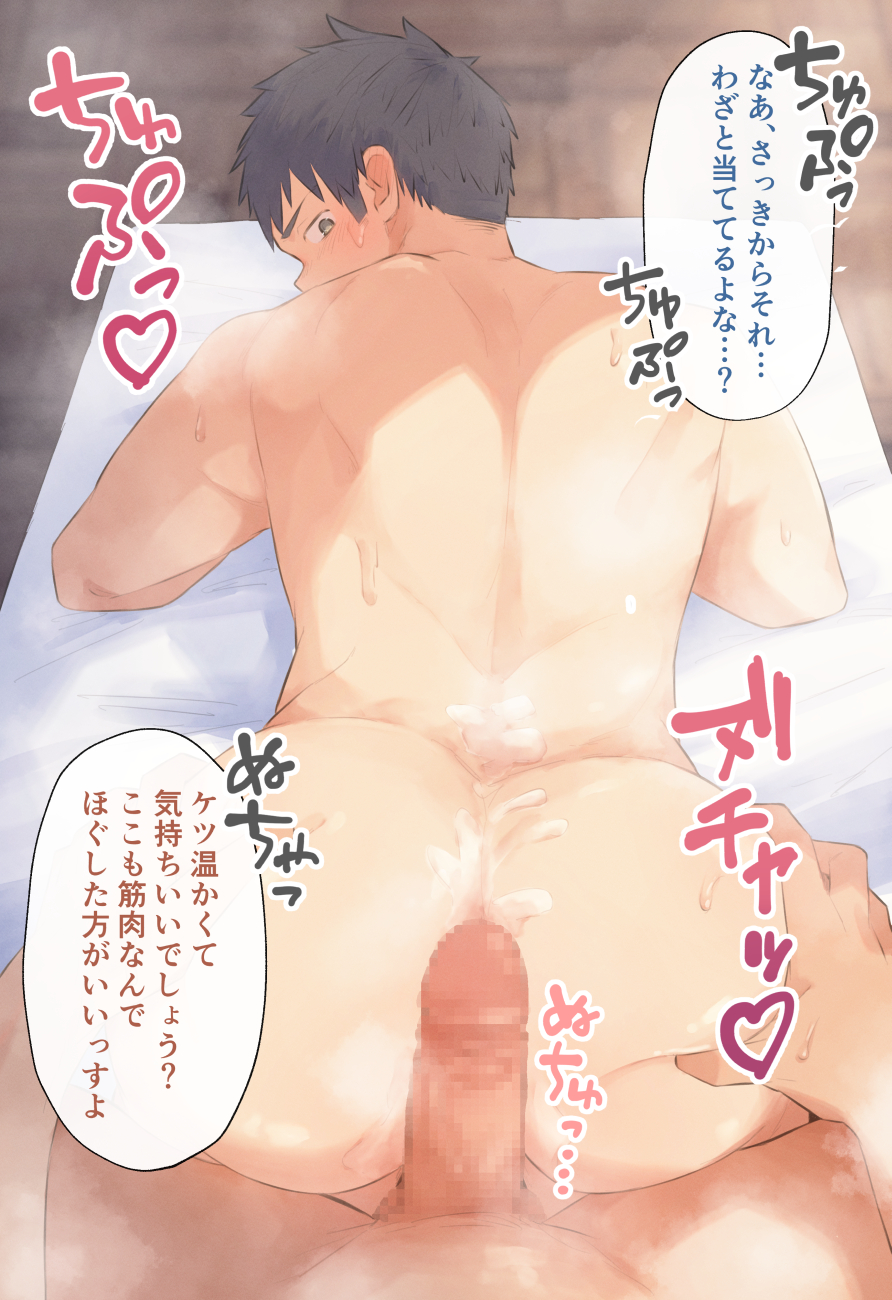 ちゅぷっ
なあ、さっきからそれ…
わざと当ててるよな…？
ちゅぷーっ
ちゅぷーっ♡
ヌチャッ♡
ぬちゃっ
ケツ温かくて
気持ちいいでしょう？
ここも筋肉なんで
ほぐした方がいいっすよ
ぬちゅっ…